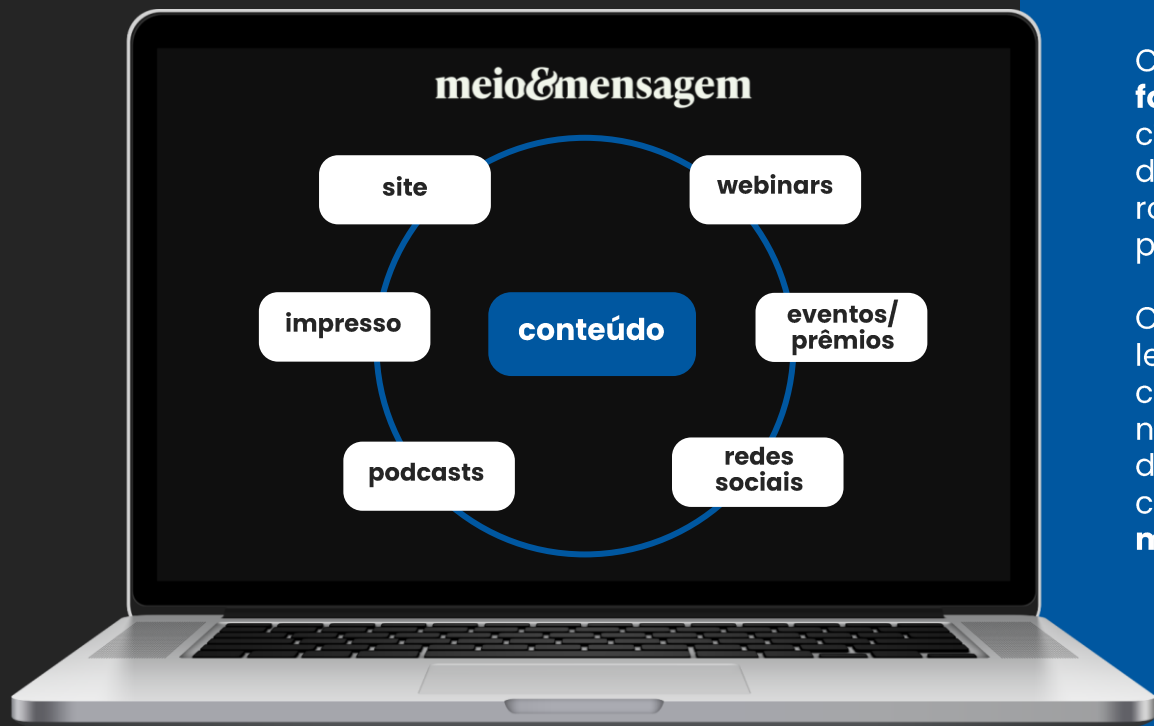 meio&mensagem
site
webinars
impresso
conteúdo
eventos/
prêmios
podcasts
redes
sociais